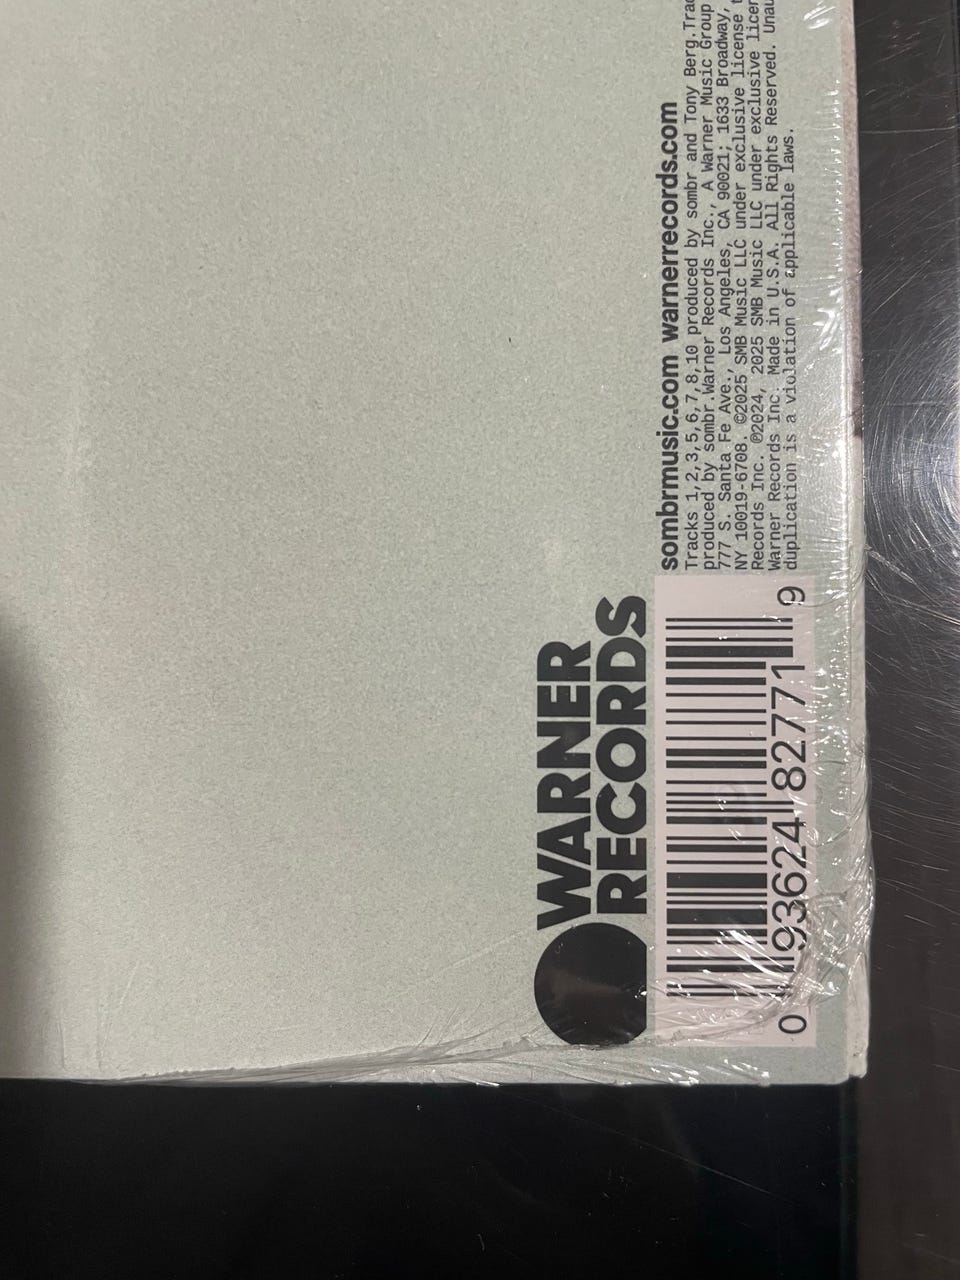 WARNER
RECORDS
sombrmusic.com warnerrecords.com
Tracks 1,2,3,5,6,7,8,10 produced by sombr and Tony Berg.
produced by sombr.Warner Records Inc., A Warner Music Group
777 S. Santa Fe Ave., Los Angeles, CA 90021; 1633 Broadway,
NY 10019-6708. ©2025 SMB Music LLC under exclusive license
Records Inc. ℗2024, 2025 SMB Music LLC under exclusive
Warner Records Inc. Made in U.S.A. All Rights Reserved.
duplication is a violation of applicable laws.
0 93624 82771 9